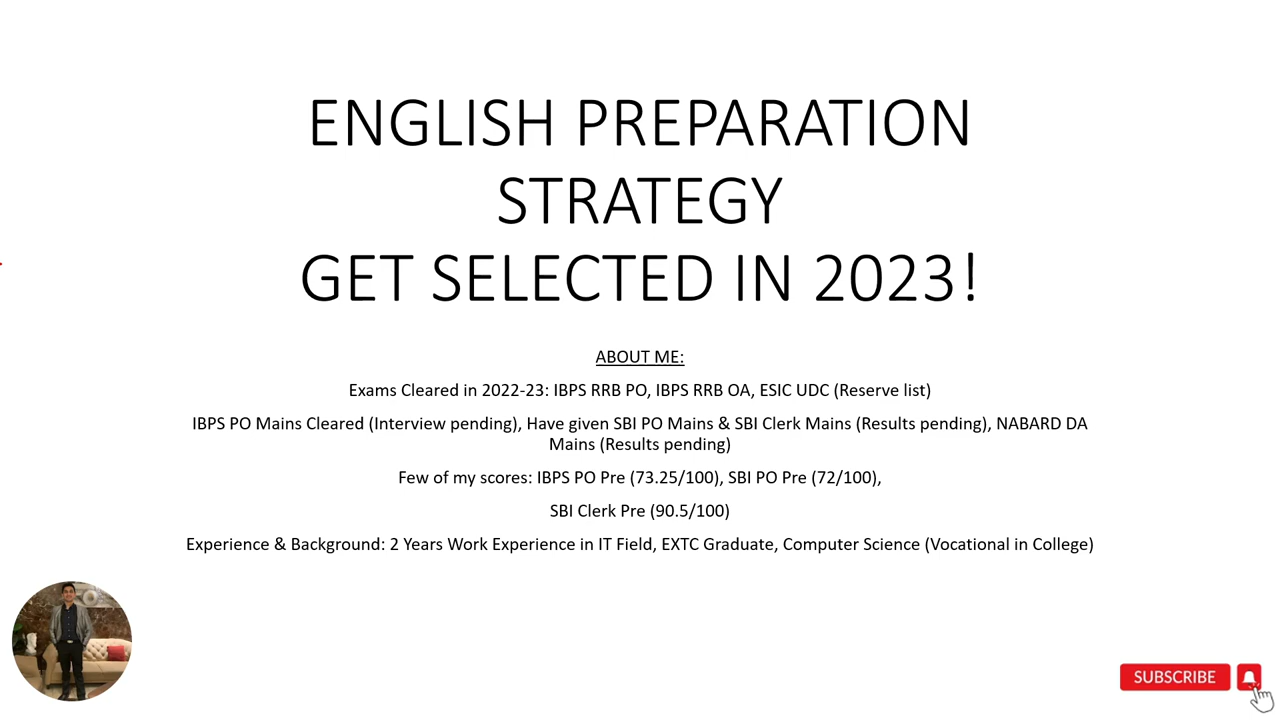 ENGLISH PREPARATION
STRATEGY
GET SELECTED IN 2023!
ABOUT ME:
Exams Cleared in 2022-23: IBPS RRB PO, IBPS RRB OA, ESIC UDC (Reserve list)
IBPS PO Mains Cleared (Interview pending), Have given SBI PO Mains & SBI Clerk Mains (Results pending), NABARD DA
Mains (Results pending)
Few of my scores: IBPS PO Pre (73.25/100), SBI PO Pre (72/100),
SBI Clerk Pre (90.5/100)
Experience & Background: 2 Years Work Experience in IT Field, EXTC Graduate, Computer Science (Vocational in College)
SUBSCRIBE